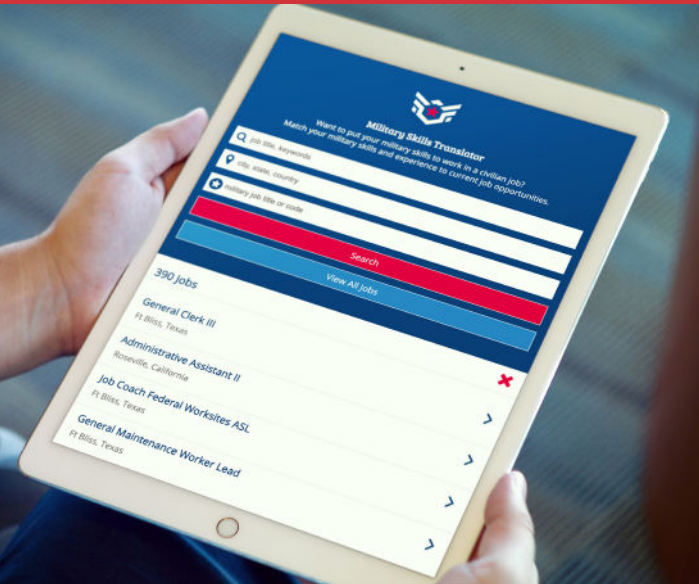 Military Skills Translator
Want to put your military skills to work in a civilian job?
Match your military skills and experience to current job opportunities.
job title, keywords
city, state, country
military job title or code
Search
View All Jobs
390 Jobs
General Clerk III
Ft Bliss, Texas
Administrative Assistant II
Roseville, California
Job Coach Federal Worksites ASL
Ft Bliss, Texas
General Maintenance Worker Lead
Ft Bliss, Texas